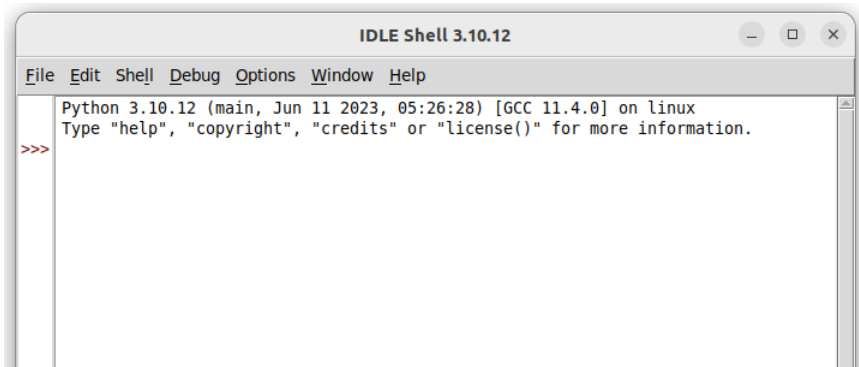 IDLE Shell 3.10.12
File Edit Shell Debug Options Window Help
Python 3.10.12 (main, Jun 11 2023, 05:26:28) [GCC 11.4.0] on linux
Type "help", "copyright", "credits" or "license()" for more information.
>>>